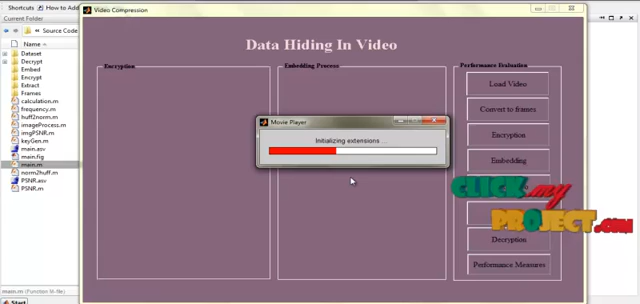 Shortcuts
How to Add
Current Folder
Source Code
Name
Dataset
Decrypt
Embed
Encrypt
Extract
Frames
calculation.m
frequency.m
huff2norm.m
imageProcess.m
imgPSNR.m
keyGen.m
main.asv
main.fig
main.m
norm2huff.m
PSNR.asv
PSNR.m
main.m (Function M-file)
Start
Video Compression
Data Hiding In Video
Encryption
Embedding Process
Performance Evaluation
Movie Player
Initializing extensions ...
Load Video
Convert to frames
Encryption
Embedding
Decryption
Performance Measures
CLICK my
PROJECT.COM